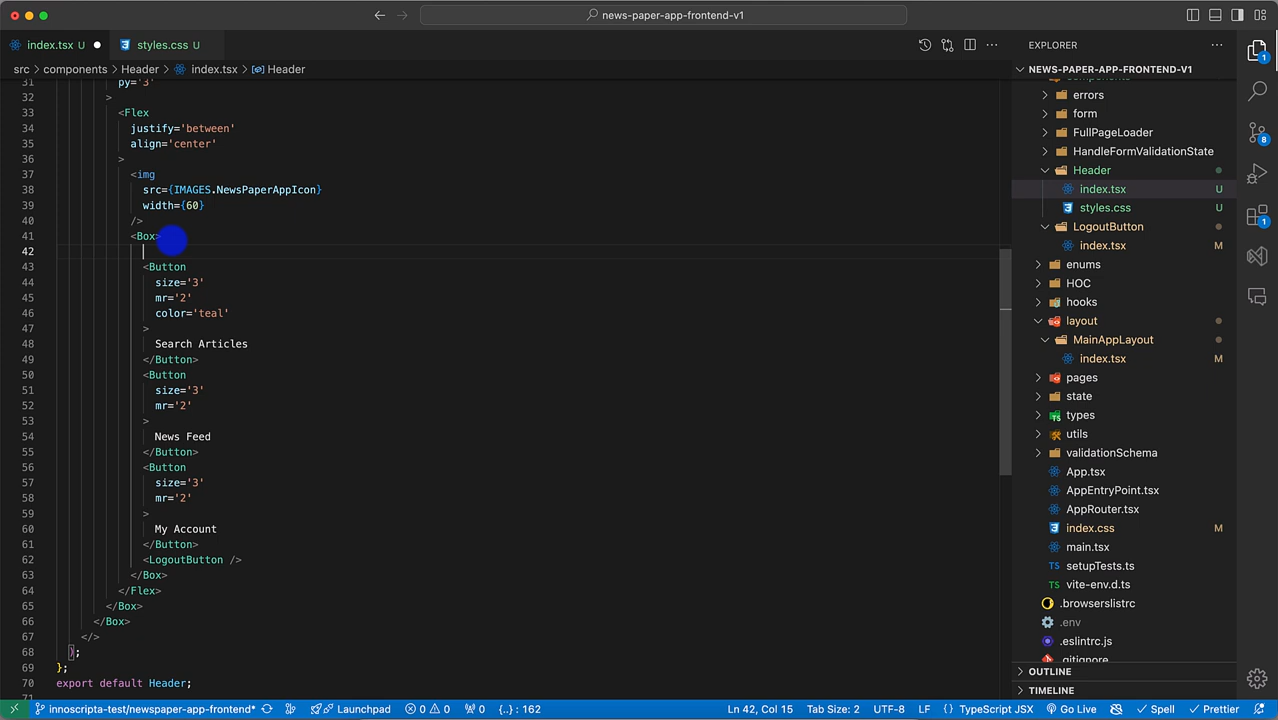 news-paper-app-frontend-v1
index.tsx U
styles.css U
EXPLORER
src > components > Header > index.tsx > Header
NEWS-PAPER-APP-FRONTEND-V1
31 py='3'
32 >
33 <Flex
34 justify='between'
35 align='center'
36 >
37 <img
38 src={IMAGES.NewsPaperAppIcon}
39 width={60}
40 />
41 <Box>
42
43 <Button
44 size='3'
45 mr='2'
46 color='teal'
47 >
48 Search Articles
49 </Button>
50 <Button
51 size='3'
52 mr='2'
53 >
54 News Feed
55 </Button>
56 <Button
57 size='3'
58 mr='2'
59 >
60 My Account
61 </Button>
62 <LogoutButton />
63 </Box>
64 </Flex>
65 </Box>
66 </Box>
67 </>
68 );
69 };
70 export default Header;
71
components
errors
form
FullPageLoader
HandleFormValidationState
Header
index.tsx U
styles.css U
LogoutButton
index.tsx M
enums
HOC
hooks
layout
MainAppLayout
index.tsx M
pages
state
types
utils
validationSchema
App.tsx
AppEntryPoint.tsx
AppRouter.tsx
index.css M
main.tsx
TS setupTests.ts
TS vite-env.d.ts
.browserslistrc
.env
.eslintrc.js
.gitignore
OUTLINE
TIMELINE
1
8
1
innoscripta-test/newspaper-app-frontend* Launchpad 0 0 0 {..} : 162 Ln 42, Col 15 Tab Size: 2 UTF-8 LF {} TypeScript JSX Go Live Spell Prettier